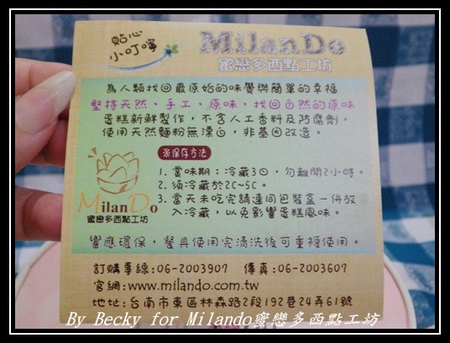 貼心
小叮嚀
MilanDo
蜜戀多西點工坊
為人類找回最原始的味覺與簡單的幸福
堅持天然，手工，原味，找回自然的原味
蛋糕新鮮製作，不含人工香料及防腐劑，
使用天然麵粉無漂白，非基因改造。
※保存方法
1. 賞味期：冷藏3日，勿離開2小時。
2. 須冷藏於2C~5C。
3. 當天未吃完請連同包裝盒一併放
入冷藏，以免影響蛋糕風味。
MilanDo
蜜戀多西點工坊
響應環保，餐具使用完清洗後可重複使用。
訂購專線:06-2003907 傳真:06-2003607
官網:www.milando.com.tw
地址:台南市東區林森路2段192巷24弄61號
By Becky for Milando蜜戀多西點工坊